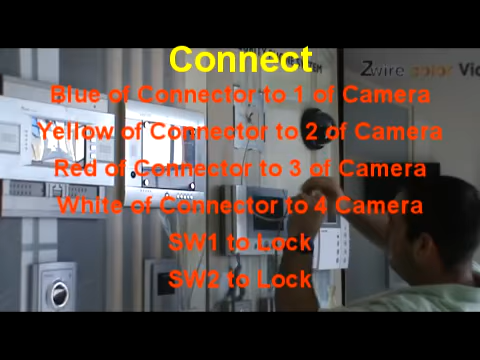 Connect
Blue of Connector to 1 of Camera
Yellow of Connector to 2 of Camera
Red of Connector to 3 of Camera
White of Connector to 4 Camera
SW1 to Lock
SW2 to Lock
2wire color Vi